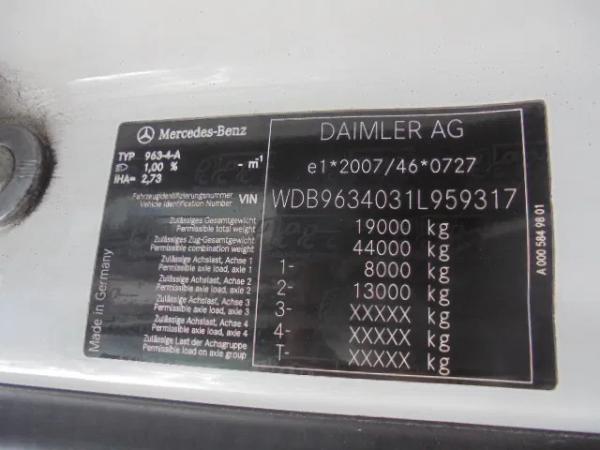 Mercedes-Benz
TYP 963-4-A
1,00 % - m⁻¹
IHA= 2,73
DAIMLER AG
e1*2007/46*0727
Fahrzeugidentifizierungsnummer
Vehicle Identification Number VIN WDB9634031L959317
Zulässiges Gesamtgewicht
Permissible total weight 19000 kg
Zulässiges Zug-Gesamtgewicht
Permissible combination weight 44000 kg
Zulässige Achslast, Achse 1
Permissible axle load, axle 1 1- 8000 kg
Zulässige Achslast, Achse 2
Permissible axle load, axle 2 2- 13000 kg
Zulässige Achslast, Achse 3
Permissible axle load, axle 3 3- XXXXX kg
Zulässige Achslast, Achse 4
Permissible axle load, axle 4 4- XXXXX kg
Zulässige Last der Achsgruppe
Permissible load on axle group T- XXXXX kg
Made in Germany
A 000 584 98 01